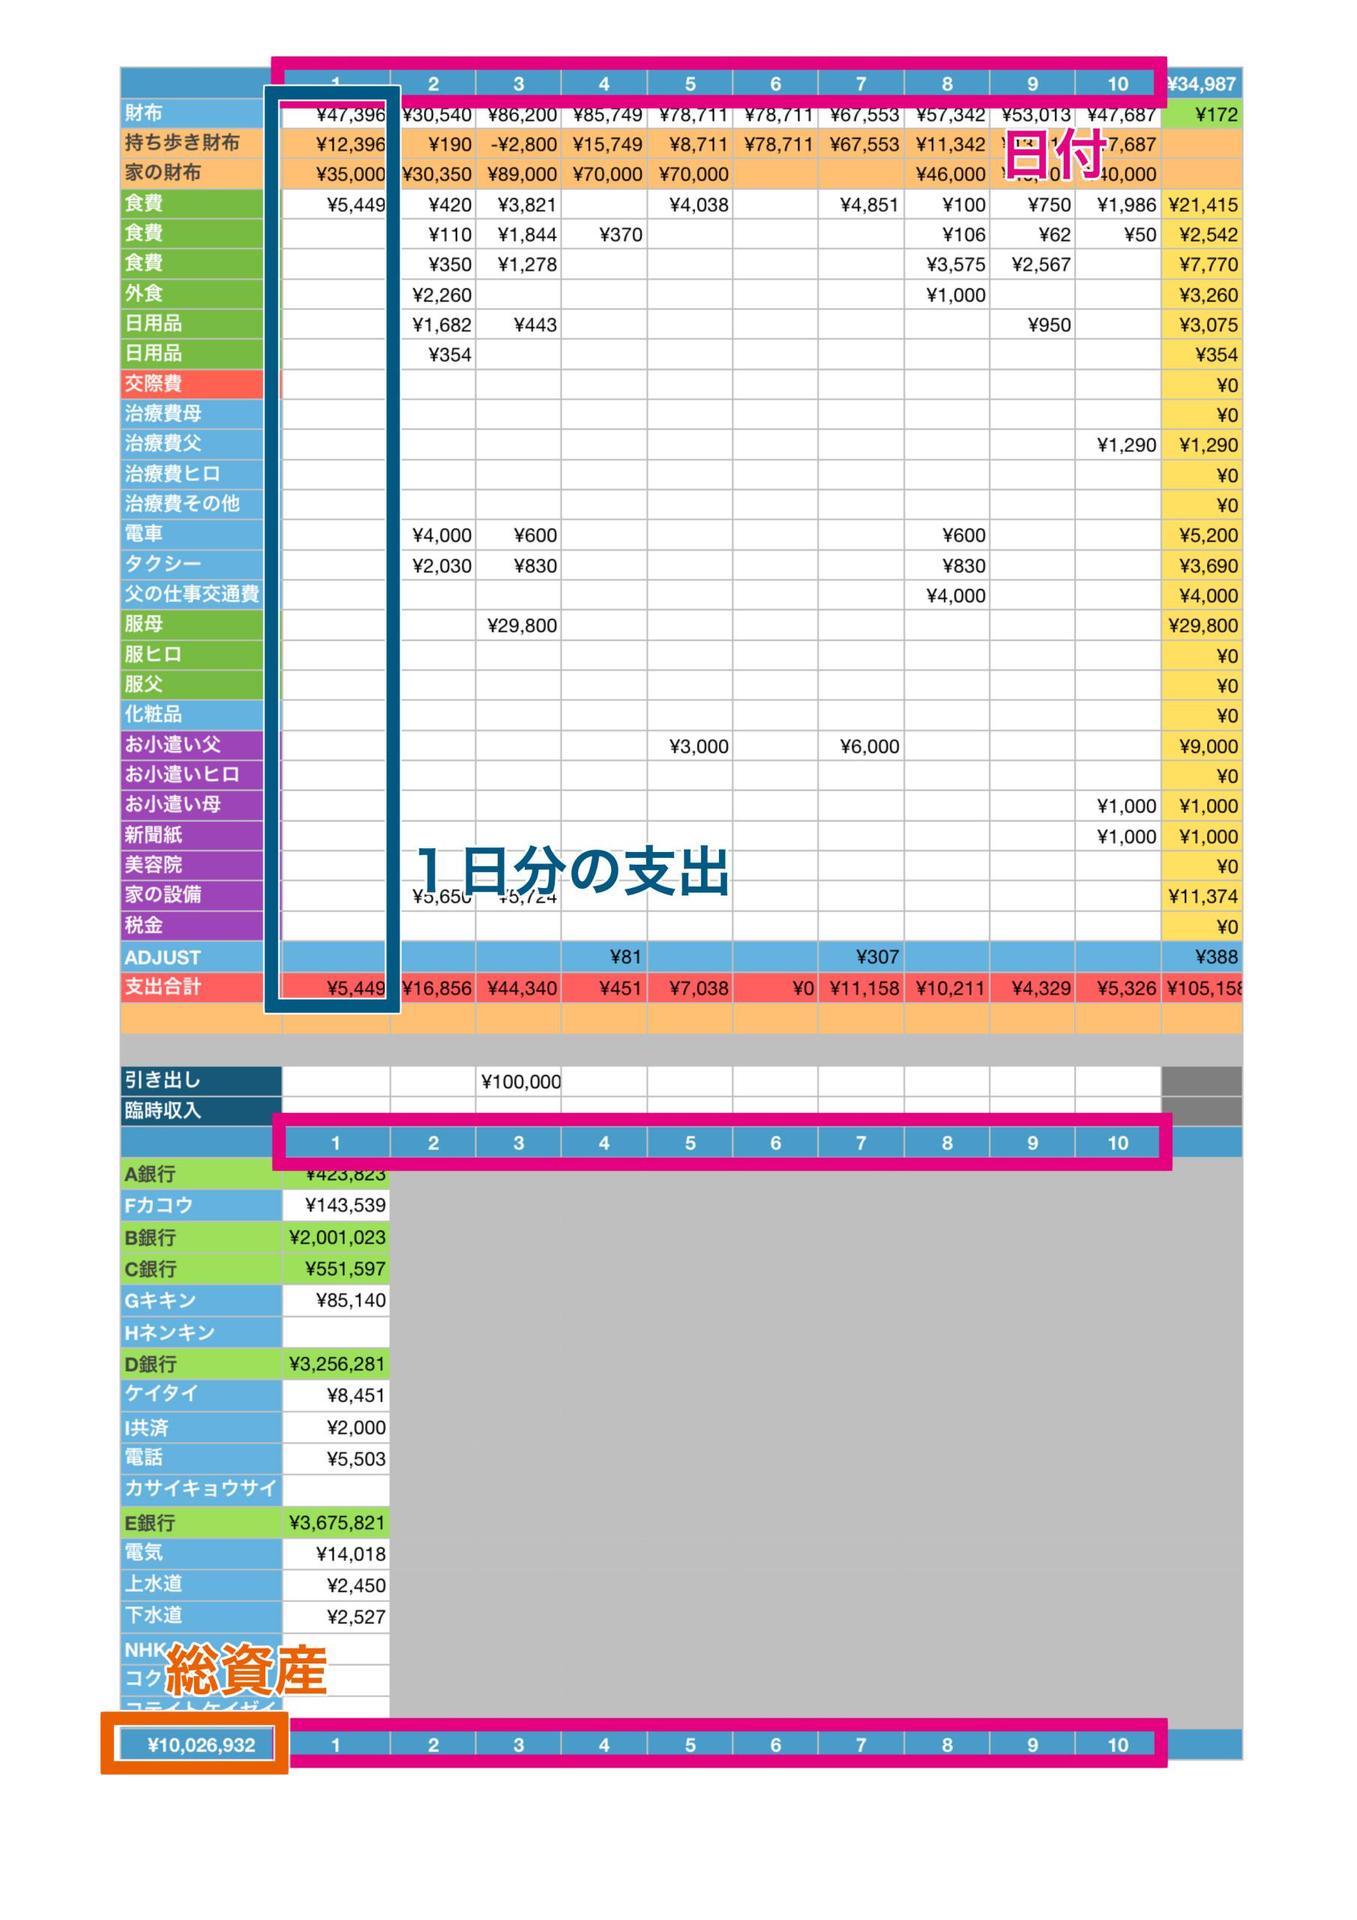 1 2 3 4 5 6 7 8 9 10 ¥34,987
財布 ¥47,396 ¥30,540 ¥86,200 ¥85,749 ¥78,711 ¥78,711 ¥67,553 ¥57,342 ¥53,013 ¥47,687 ¥172
持ち歩き財布 ¥12,396 ¥190 -¥2,800 ¥15,749 ¥8,711 ¥78,711 ¥67,553 ¥11,342
日付
家の財布 ¥35,000 ¥30,350 ¥89,000 ¥70,000 ¥70,000 ¥46,000 ¥40,000
食費 ¥5,449 ¥420 ¥3,821 ¥4,038 ¥4,851 ¥100 ¥750 ¥1,986 ¥21,415
食費 ¥110 ¥1,844 ¥370 ¥106 ¥62 ¥50 ¥2,542
食費 ¥350 ¥1,278 ¥3,575 ¥2,567 ¥7,770
外食 ¥2,260 ¥1,000 ¥3,260
日用品 ¥1,682 ¥443 ¥950 ¥3,075
日用品 ¥354 ¥354
交際費 ¥0
治療費母 ¥0
治療費父 ¥1,290 ¥1,290
治療費ヒロ ¥0
治療費その他 ¥0
電車 ¥4,000 ¥600 ¥600 ¥5,200
タクシー ¥2,030 ¥830 ¥830 ¥3,690
父の仕事交通費 ¥4,000 ¥4,000
服母 ¥29,800 ¥29,800
服ヒロ ¥0
服父 ¥0
化粧品 ¥0
お小遣い父 ¥3,000 ¥6,000 ¥9,000
お小遣いヒロ ¥0
お小遣い母 ¥1,000 ¥1,000
新聞紙 ¥1,000 ¥1,000
美容院 ¥0
１日分の支出
家の設備 ¥5,650 ¥5,724 ¥11,374
税金 ¥0
ADJUST ¥81 ¥307 ¥388
支出合計 ¥5,449 ¥16,856 ¥44,340 ¥451 ¥7,038 ¥0 ¥11,158 ¥10,211 ¥4,329 ¥5,326 ¥105,158
引き出し ¥100,000
臨時収入
1 2 3 4 5 6 7 8 9 10
A銀行 ¥423,823
Fカコウ ¥143,539
B銀行 ¥2,001,023
C銀行 ¥551,597
Gキキン ¥85,140
Hネンキン
D銀行 ¥3,256,281
ケイタイ ¥8,451
I共済 ¥2,000
電話 ¥5,503
カサイキョウサイ
E銀行 ¥3,675,821
電気 ¥14,018
上水道 ¥2,450
下水道 ¥2,527
NHK
総資産
コク
コテイトケイゼイ
¥10,026,932 1 2 3 4 5 6 7 8 9 10